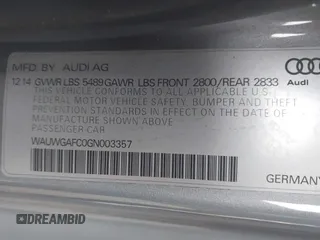 MFD. BY AUDI AG
12.14 GVWR LBS 5469 GAWR LBS FRONT 2800/REAR 2833
THIS VEHICLE CONFORMS TO ALL APPLICABLE
FEDERAL MOTOR VEHICLE SAFETY, BUMPER AND THEFT
PREVENTION STANDARDS IN EFFECT ON THE
DATE OF MANUFACTURE SHOWN ABOVE.
PASSENGER CAR
Audi
WAUWGAFC0GN003357
GERMANY
DREAMBID